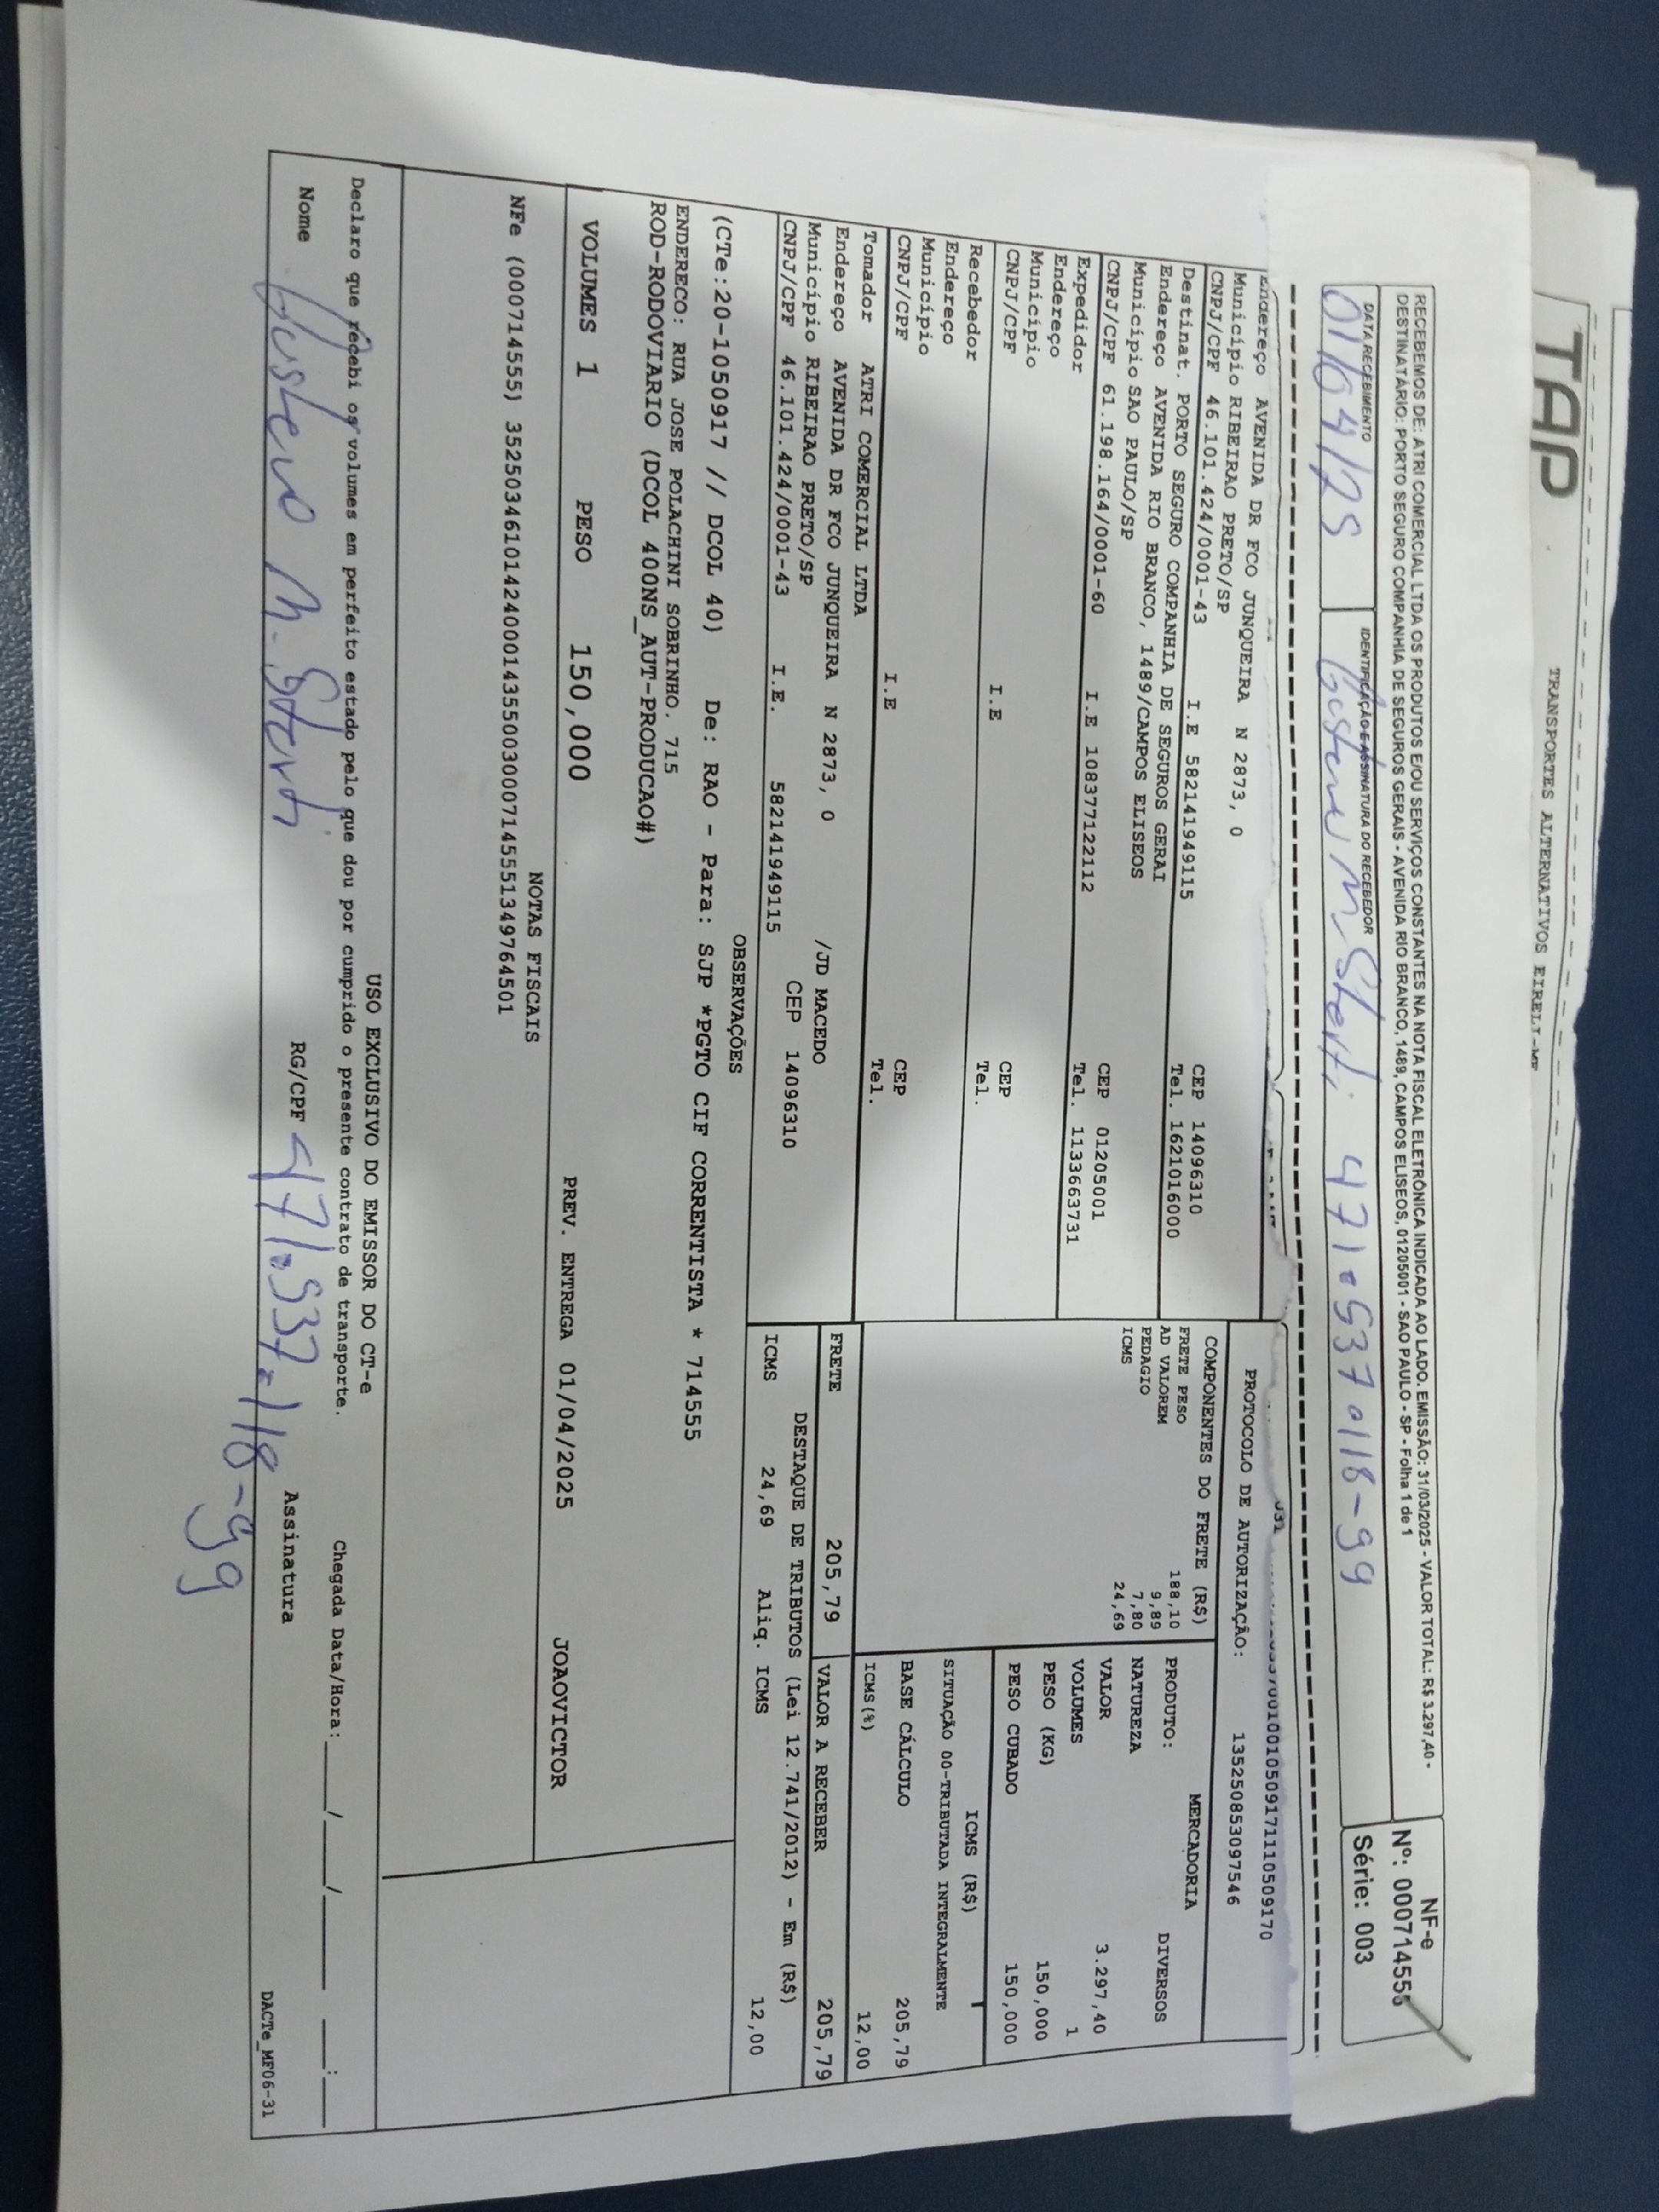 TAP
TRANSPORTES ALTERNATIVOS EIRELI-ME
RECEBEMOS DE: ATRI COMERCIAL LTDA OS PRODUTOS E/OU SERVIÇOS CONSTANTES NA NOTA FISCAL ELETRÔNICA INDICADA AO LADO. EMISSÃO: 31/03/2025 - VALOR TOTAL: R$ 3.297,40 -
DESTINATÁRIO: PORTO SEGURO COMPANHIA DE SEGUROS GERAIS - AVENIDA RIO BRANCO, 1489, CAMPOS ELISEOS, 01205001 - SAO PAULO - SP - Folha 1 de 1
NF-e
Nº: 000714555
Série: 003
DATA RECEBIMENTO
IDENTIFICAÇÃO E ASSINATURA DO RECEBEDOR
01/04/25
471.537.118-99
Endereço AVENIDA DR FCO JUNQUEIRA N 2873, 0
Município RIBEIRAO PRETO/SP CEP 14096310
CNPJ/CPF 46.101.424/0001-43 I.E 582141949115 Tel. 1621016000
Destinat. PORTO SEGURO COMPANHIA DE SEGUROS GERAI
Endereço AVENIDA RIO BRANCO, 1489/CAMPOS ELISEOS
Município SAO PAULO/SP CEP 01205001
CNPJ/CPF 61.198.164/0001-60 I.E 108377122112 Tel. 1133663731
Expedidor
Endereço
Município CEP
CNPJ/CPF I.E Tel.
Recebedor
Endereço
Município CEP
CNPJ/CPF I.E Tel.
Tomador ATRI COMERCIAL LTDA
Endereço AVENIDA DR FCO JUNQUEIRA N 2873, 0 /JD MACEDO
Município RIBEIRAO PRETO/SP CEP 14096310
CNPJ/CPF 46.101.424/0001-43 I.E. 582141949115
PROTOCOLO DE AUTORIZAÇÃO: 135250853097546
COMPONENTES DO FRETE (R$)
FRETE PESO 188,10
AD VALOREM 9,89
PEDAGIO 7,80
ICMS 24,69
MERCADORIA
PRODUTO: DIVERSOS
NATUREZA
VALOR 3.297,40
VOLUMES 1
PESO (KG) 150,000
PESO CUBADO 150,000
ICMS (R$)
SITUAÇÃO 00-TRIBUTADA INTEGRALMENTE
BASE CÁLCULO 205,79
ICMS(%) 12,00
FRETE 205,79 VALOR A RECEBER 205,79
DESTAQUE DE TRIBUTOS (Lei 12.741/2012) - Em (R$)
ICMS 24,69 Aliq. ICMS 12,00
OBSERVAÇÕES
(CTe:20-1050917 // DCOL 40) De: RAO - Para: SJP *PGTO CIF CORRENTISTA * 714555
ENDERECO: RUA JOSE POLACHINI SOBRINHO. 715
ROD-RODOVIARIO (DCOL 400NS_AUT-PRODUCAO#)
VOLUMES 1 PESO 150,000 PREV. ENTREGA 01/04/2025 JOAOVICTOR
NOTAS FISCAIS
NFe (000714555) 35250346101424000143550030007145551349764501
USO EXCLUSIVO DO EMISSOR DO CT-e
Declaro que recebi os volumes em perfeito estado pelo que dou por cumprido o presente contrato de transporte. Chegada Data/Hora: ___/___/_____ __:__
Nome RG/CPF 471.537.118-99 Assinatura
DACTe_MF06-31